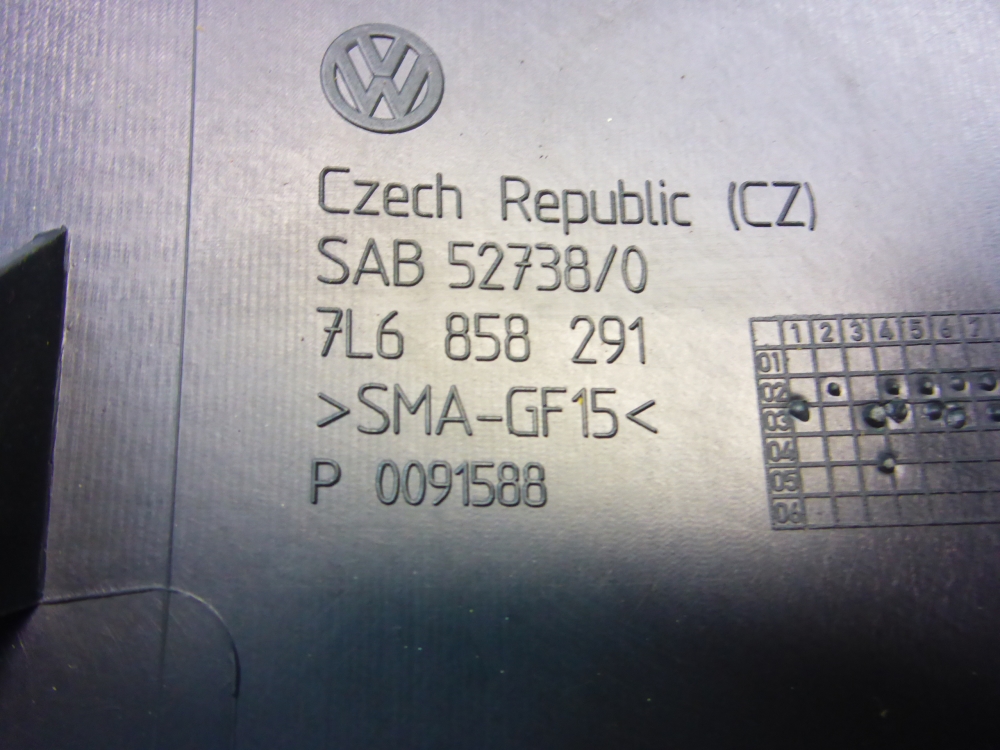 Czech Republic (CZ)
SAB 52738/0
7L6 858 291
>SMA-GF15<
P 0091588
1 2 3 4 5 6 7
01
02
03
04
05
06